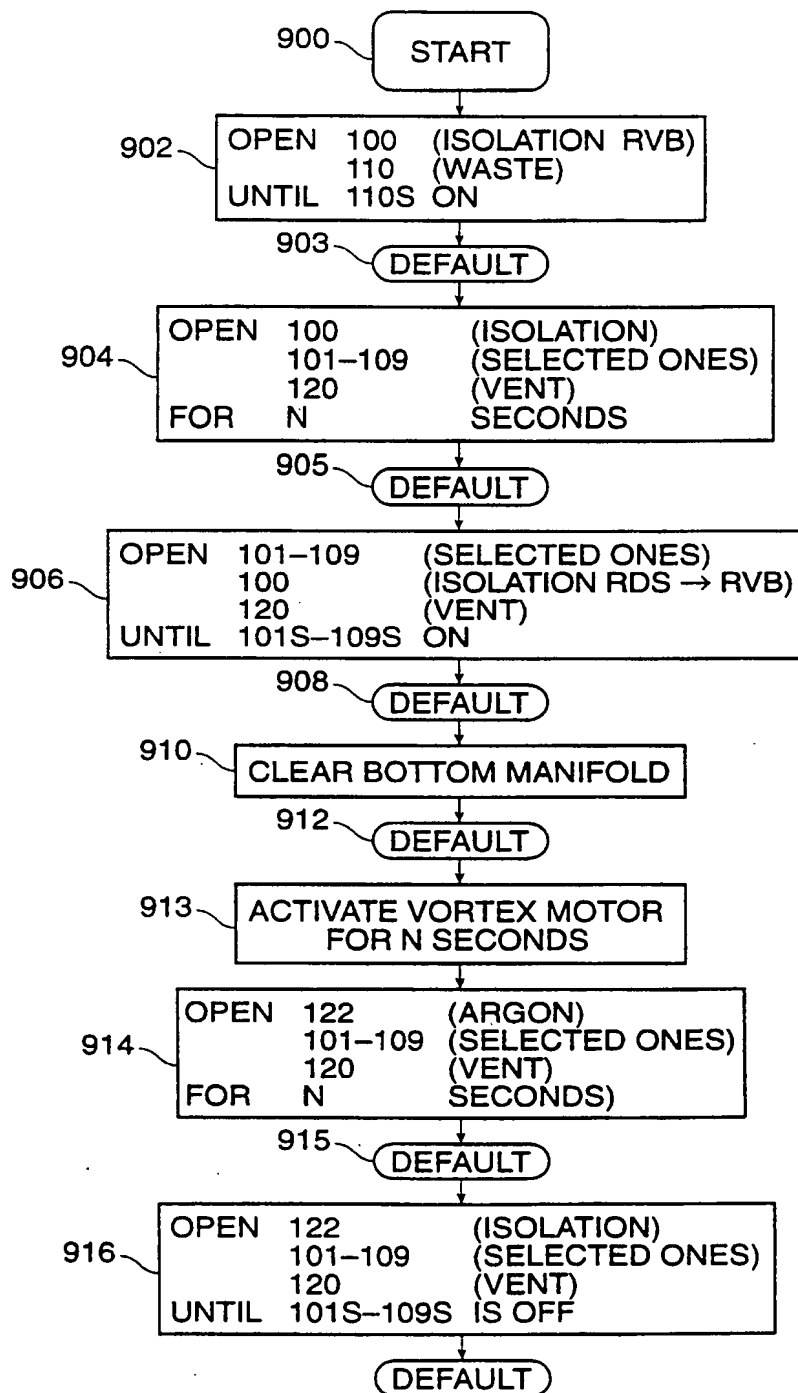 900
START
902
OPEN 100 (ISOLATION RVB)
110 (WASTE)
UNTIL 110S ON
903
DEFAULT
904
OPEN 100 (ISOLATION)
101–109 (SELECTED ONES)
120 (VENT)
FOR N SECONDS
905
DEFAULT
906
OPEN 101–109 (SELECTED ONES)
100 (ISOLATION RDS → RVB)
120 (VENT)
UNTIL 101S–109S ON
908
DEFAULT
910
CLEAR BOTTOM MANIFOLD
912
DEFAULT
913
ACTIVATE VORTEX MOTOR
FOR N SECONDS
914
OPEN 122 (ARGON)
101–109 (SELECTED ONES)
120 (VENT)
FOR N SECONDS)
915
DEFAULT
916
OPEN 122 (ISOLATION)
101–109 (SELECTED ONES)
120 (VENT)
UNTIL 101S–109S IS OFF
DEFAULT